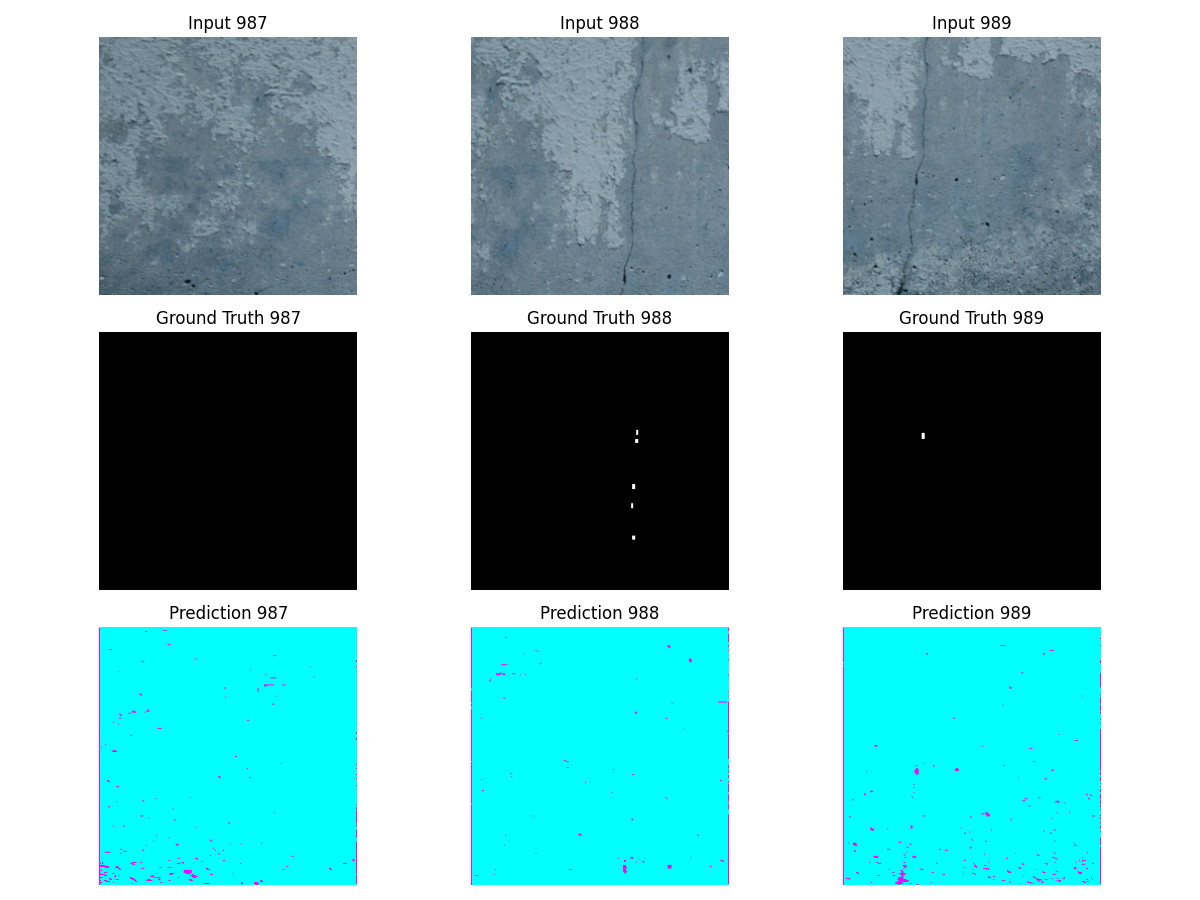 Input 987
Input 988
Input 989
Ground Truth 987
Ground Truth 988
Ground Truth 989
Prediction 987
Prediction 988
Prediction 989